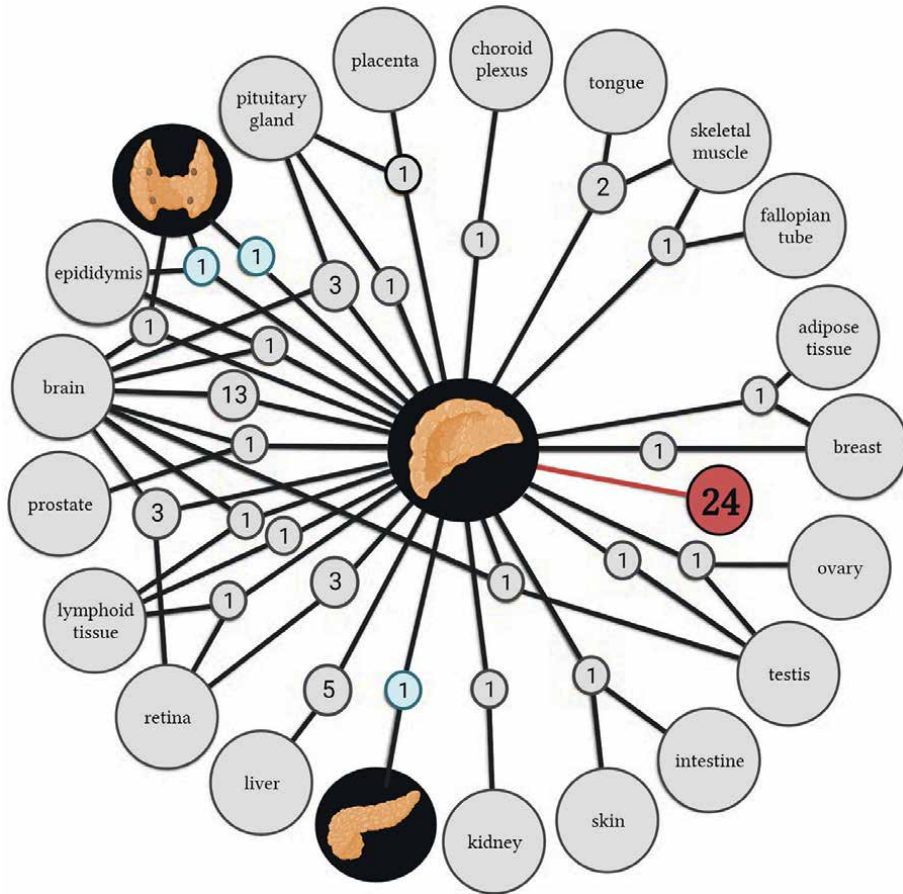 placenta
choroid
plexus
tongue
pituitary
gland
skeletal
muscle
1
2
fallopian
tube
1
1
1
1
epididymis
3
1
1
adipose
tissue
1
brain
13
1
1
1
breast
prostate
3
1
24
1
1
1
ovary
lymphoid
tissue
1
3
1
testis
retina
5
1
1
1
liver
intestine
kidney
skin